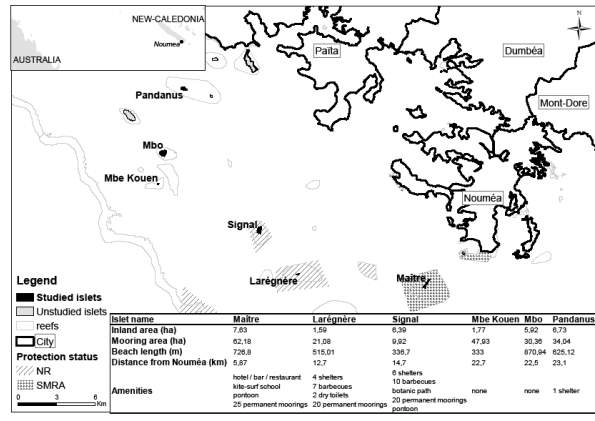 NEW-CALEDONIA
Noumea
AUSTRALIA
N
Païta
Dumbéa
Mont-Dore
Pandanus
Mbo
Mbe Kouen
Nouméa
Signal
Larégnère
Maître
Legend
Studied islets
Unstudied islets
reefs
City
Protection status
NR
SMRA
0 3 6 Km
Islet name Maître Larégnère Signal Mbe Kouen Mbo Pandanus
Inland area (ha) 7,63 1,59 6,39 1,77 5,92 6,73
Mooring area (ha) 62,18 21,08 9,92 47,93 30,36 34,04
Beach length (m) 726,8 515,01 336,7 333 870,94 625,12
Distance from Nouméa (km) 5,87 12,7 14,7 22,7 22,5 23,1
Amenities
hotel / bar / restaurant
kite-surf school
pontoon
25 permanent moorings
4 shelters
7 barbecues
2 dry toilets
20 permanent moorings
6 shelters
10 barbecues
botanic path
20 permanent moorings
pontoon
none
none
1 shelter